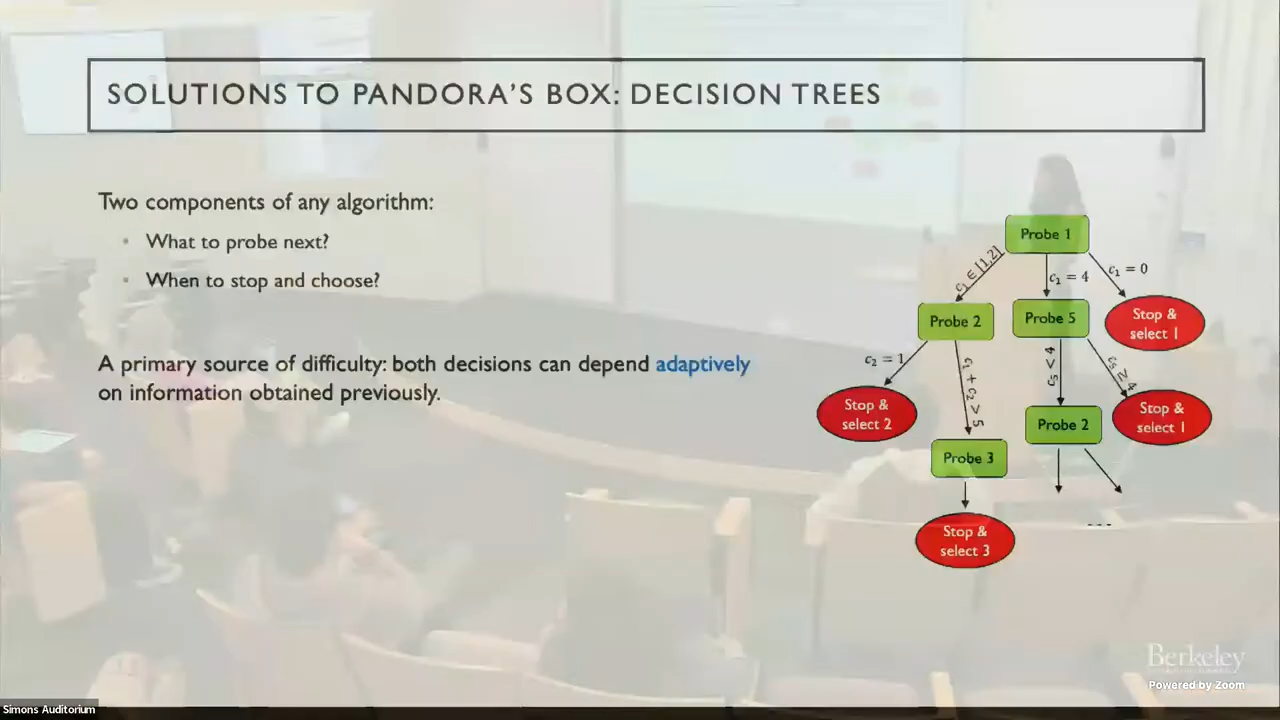 SOLUTIONS TO PANDORA'S BOX: DECISION TREES
Two components of any algorithm:
• What to probe next?
• When to stop and choose?
A primary source of difficulty: both decisions can depend adaptively
on information obtained previously.
Probe 1
c₁ ∈ [1,2]
c₁ = 4
c₁ = 0
Probe 2
Probe 5
Stop &
select 1
c₂ = 1
c₁ + c₂ > 5
c₅ < 4
c₅ ≥ 4
Stop &
select 2
Probe 2
Stop &
select 1
Probe 3
...
Stop &
select 3
Berkeley
Powered by Zoom
Simons Auditorium